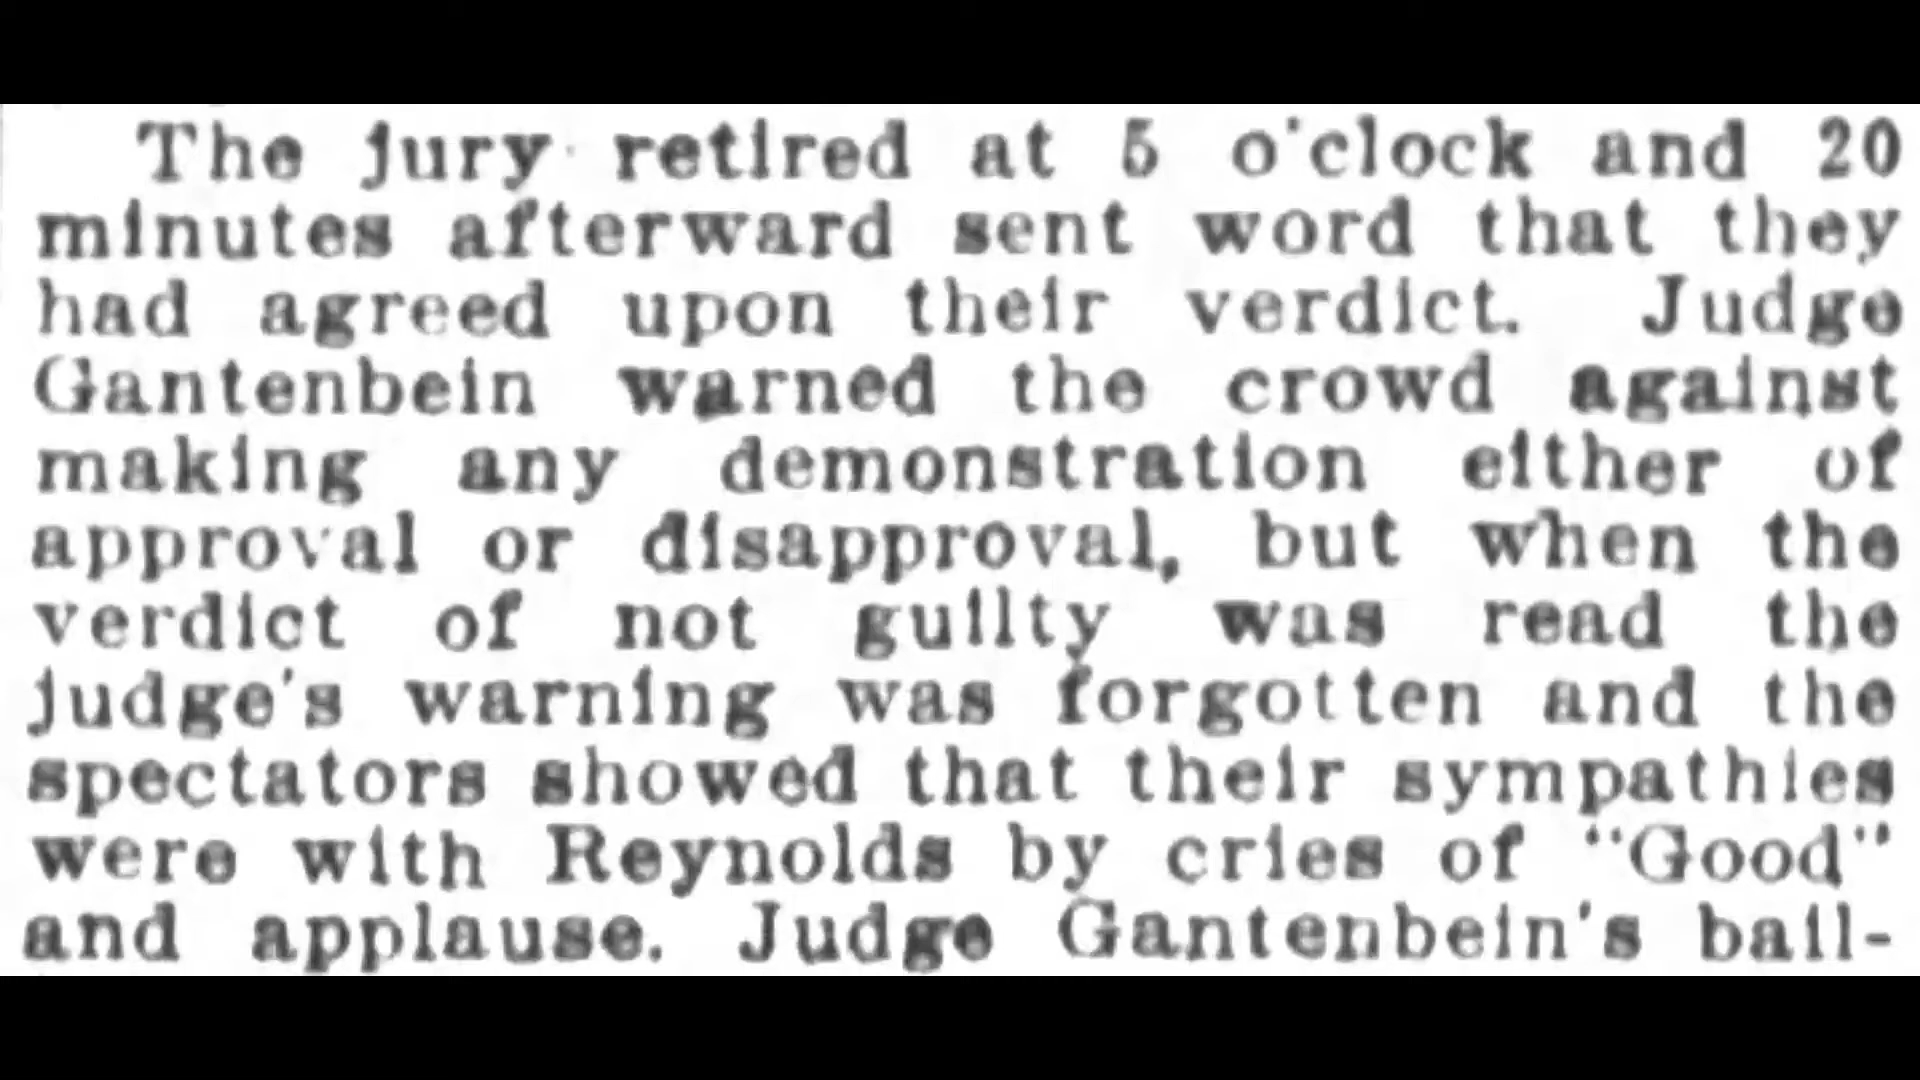 The jury retired at 5 o'clock and 20
minutes afterward sent word that they
had agreed upon their verdict. Judge
Gantenbein warned the crowd against
making any demonstration either of
approval or disapproval, but when the
verdict of not guilty was read the
judge's warning was forgotten and the
spectators showed that their sympathies
were with Reynolds by cries of "Good"
and applause. Judge Gantenbein's bail-